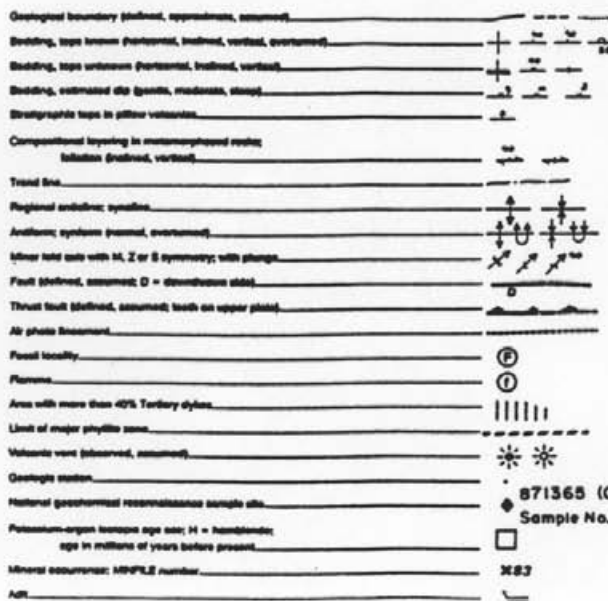 Geological boundary (defined, approximate, assumed)
Bedding, tops known (horizontal, inclined, vertical, overturned)
Bedding, tops unknown (horizontal, inclined, vertical)
Bedding, estimated dip (gentle, moderate, steep)
Stratigraphic tops in pillow volcanics
Compositional layering in metamorphosed rocks;
foliation (inclined, vertical)
Trend line
Regional anticline; syncline
Antiform; synform (normal, overturned)
Minor fold axis with M, Z or S symmetry; with plunge
Fault (defined, assumed; D = downthrown side)
D
Thrust fault (defined, assumed; teeth on upper plate)
Air photo lineament
Fossil locality F
Fiamme f
Area with more than 40% Tertiary dykes
Limit of major phyllite zone
Volcanic vent (observed, assumed)
Geologic station
National geochemical reconnaissance sample site 871365 (
Sample No.
Potassium-argon isotopic age site; H = hornblende;
age in millions of years before present
Mineral occurrence; MINFILE number x83
Adit